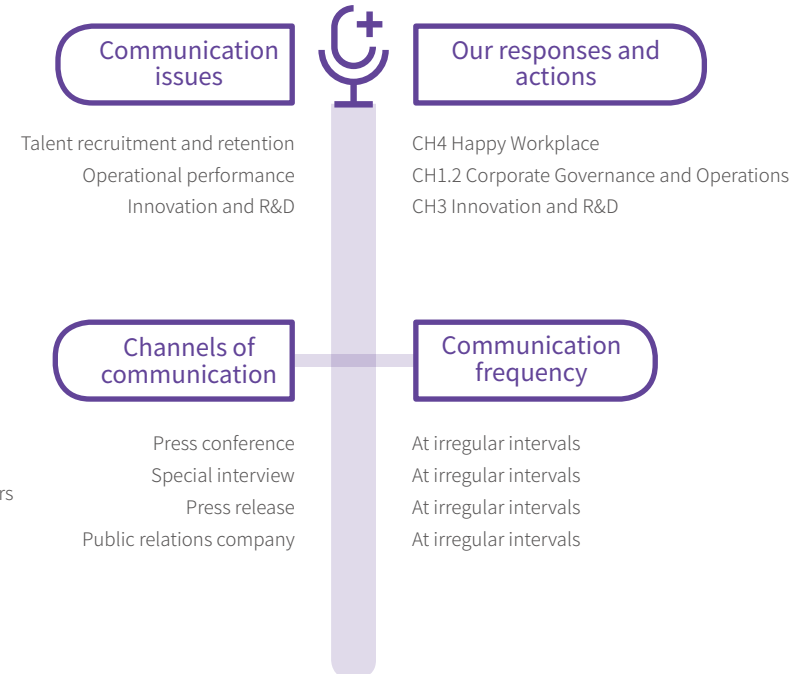 Communication
issues
Our responses and
actions
Talent recruitment and retention
CH4 Happy Workplace
Operational performance
CH1.2 Corporate Governance and Operations
Innovation and R&D
CH3 Innovation and R&D
Channels of
communication
Communication
frequency
Press conference
At irregular intervals
Special interview
At irregular intervals
Press release
At irregular intervals
Public relations company
At irregular intervals